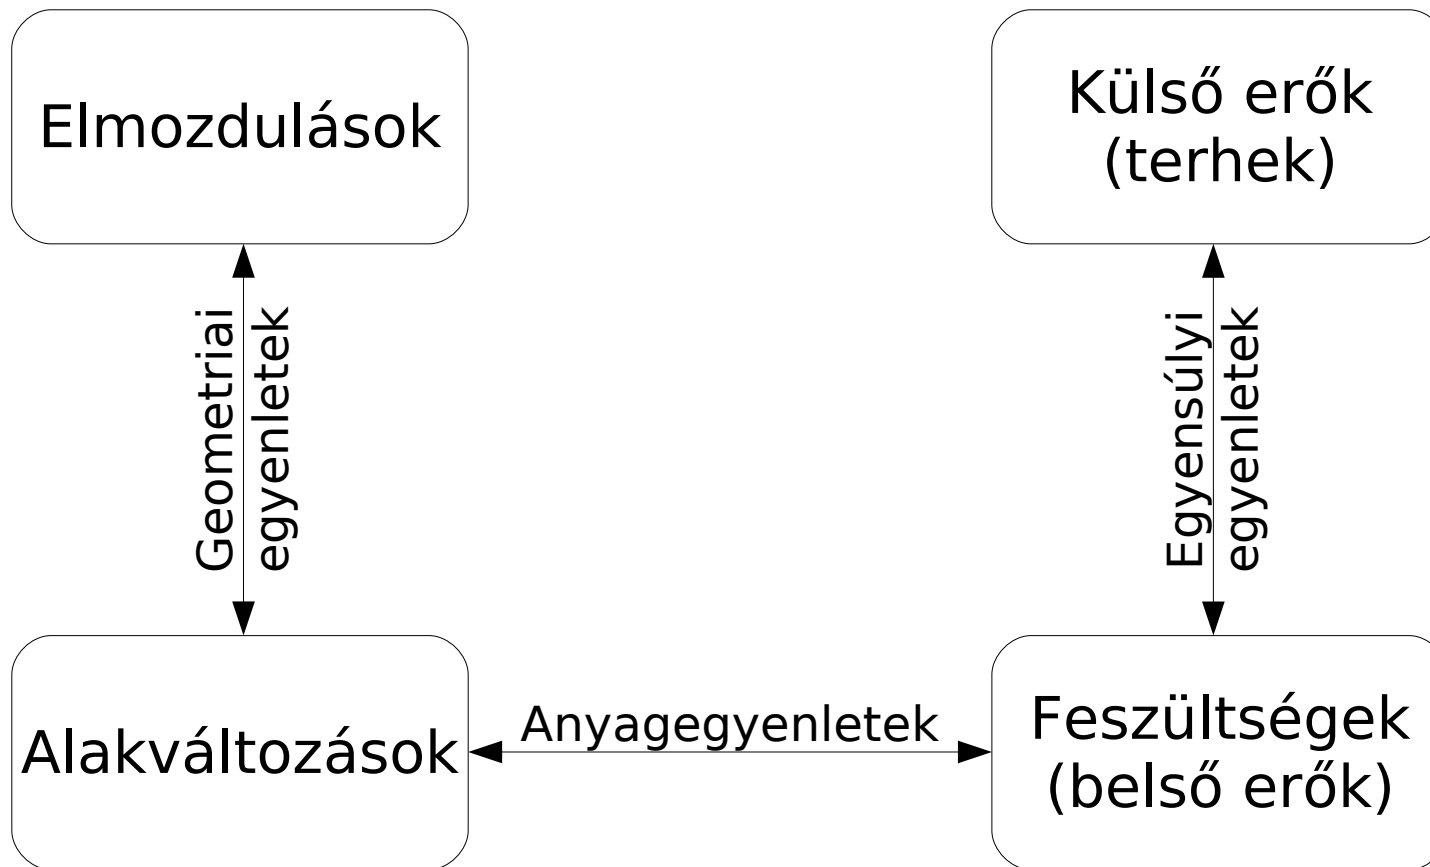 Elmozdulások
Külső erők
(terhek)
Geometriai
egyenletek
Egyensúlyi
egyenletek
Alakváltozások
Anyagegyenletek
Feszültségek
(belső erők)